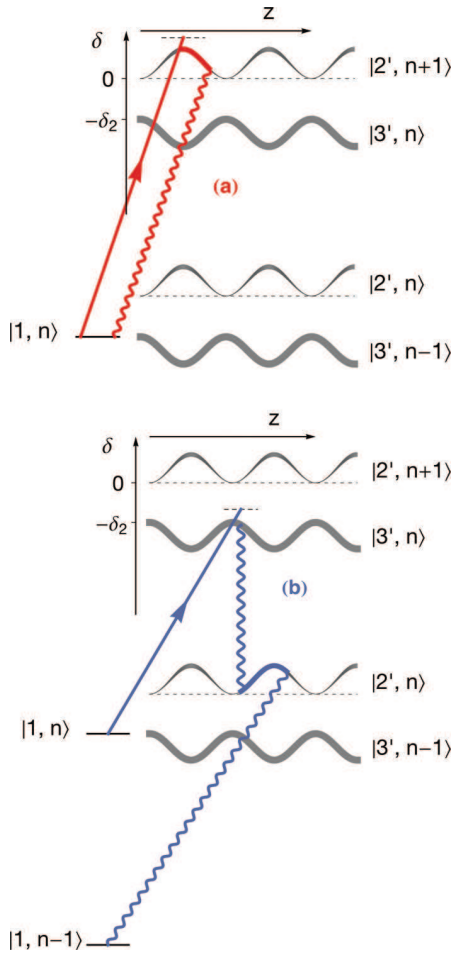 z
δ
|2', n+1⟩
0
−δ₂
|3', n⟩
(a)
|2', n⟩
|1, n⟩
|3', n−1⟩
z
δ
|2', n+1⟩
0
−δ₂
|3', n⟩
(b)
|2', n⟩
|1, n⟩
|3', n−1⟩
|1, n−1⟩